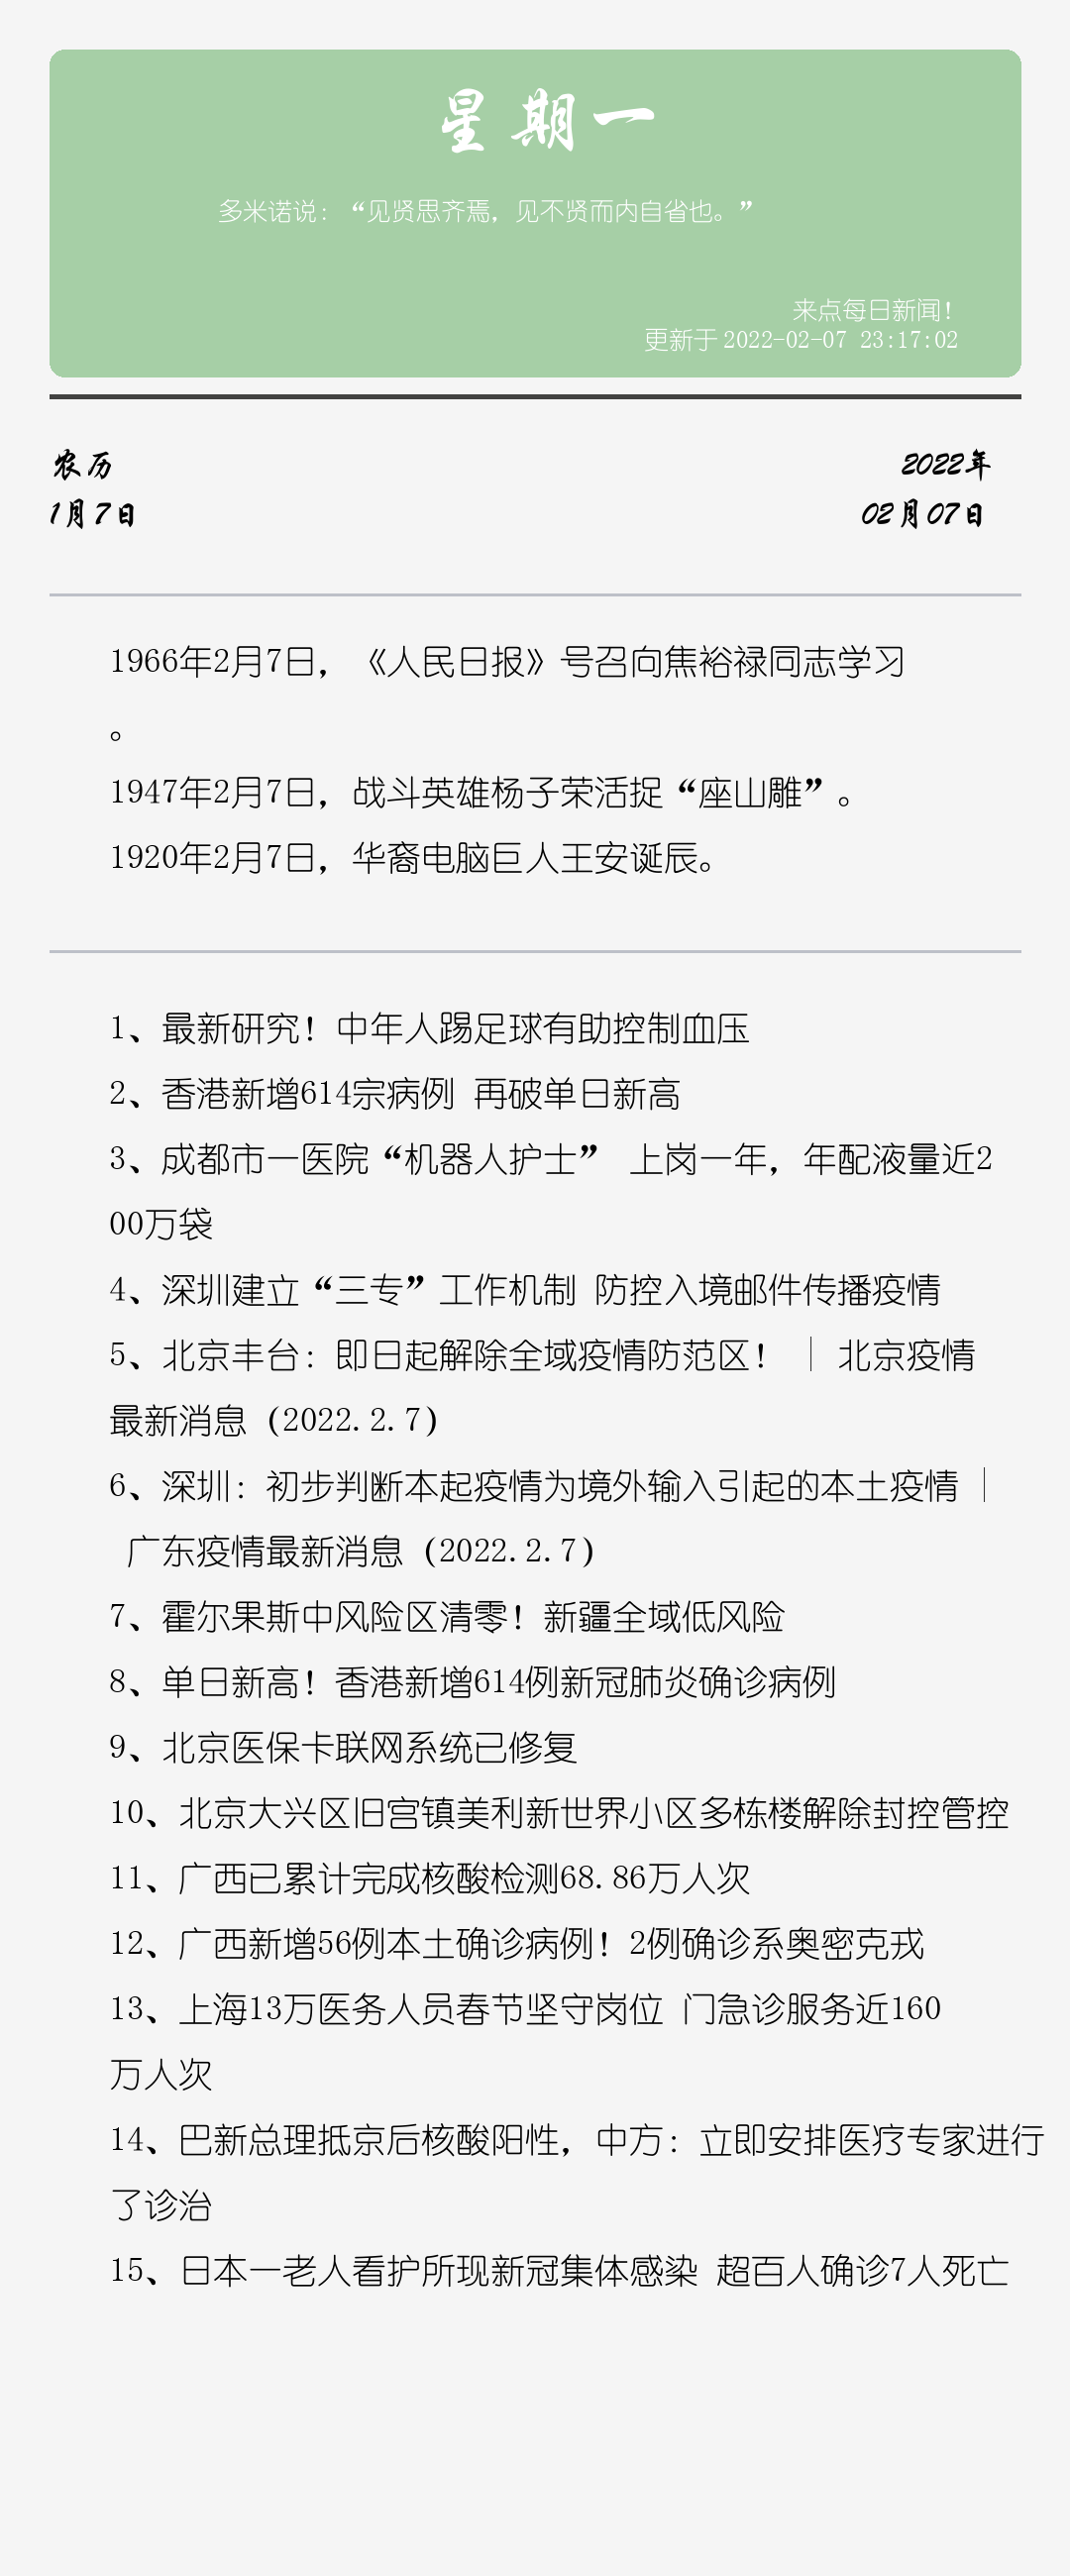 星期一
多米诺说：“见贤思齐焉，见不贤而内自省也。”
来点每日新闻！
更新于 2022-02-07 23:17:02
农历
2022年
1月7日
02月07日
1966年2月7日，《人民日报》号召向焦裕禄同志学习
。
1947年2月7日，战斗英雄杨子荣活捉“座山雕”。
1920年2月7日，华裔电脑巨人王安诞辰。
1、最新研究！中年人踢足球有助控制血压
2、香港新增614宗病例 再破单日新高
3、成都市一医院“机器人护士” 上岗一年，年配液量近2
00万袋
4、深圳建立“三专”工作机制 防控入境邮件传播疫情
5、北京丰台：即日起解除全域疫情防范区！ | 北京疫情
最新消息（2022.2.7）
6、深圳：初步判断本起疫情为境外输入引起的本土疫情 |
广东疫情最新消息（2022.2.7）
7、霍尔果斯中风险区清零！新疆全域低风险
8、单日新高！香港新增614例新冠肺炎确诊病例
9、北京医保卡联网系统已修复
10、北京大兴区旧宫镇美利新世界小区多栋楼解除封控管控
11、广西已累计完成核酸检测68.86万人次
12、广西新增56例本土确诊病例！2例确诊系奥密克戎
13、上海13万医务人员春节坚守岗位 门急诊服务近160
万人次
14、巴新总理抵京后核酸阳性，中方：立即安排医疗专家进行
了诊治
15、日本一老人看护所现新冠集体感染 超百人确诊7人死亡